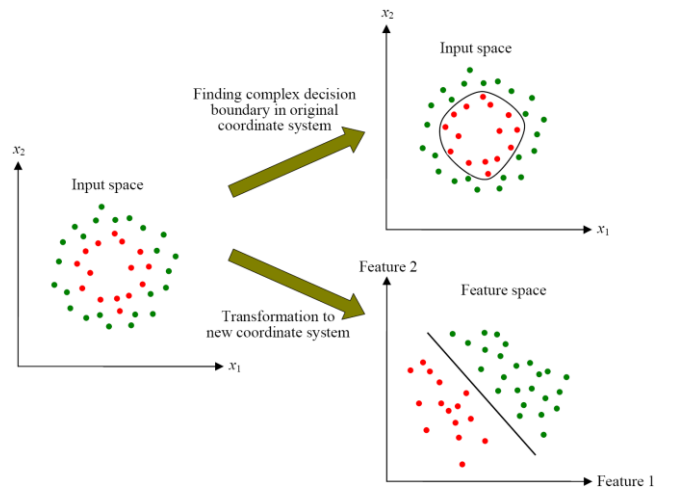 x2
Input space
Finding complex decision
boundary in original
coordinate system
x1
x2
Input space
x1
Feature 2
Feature space
Transformation to
new coordinate system
Feature 1